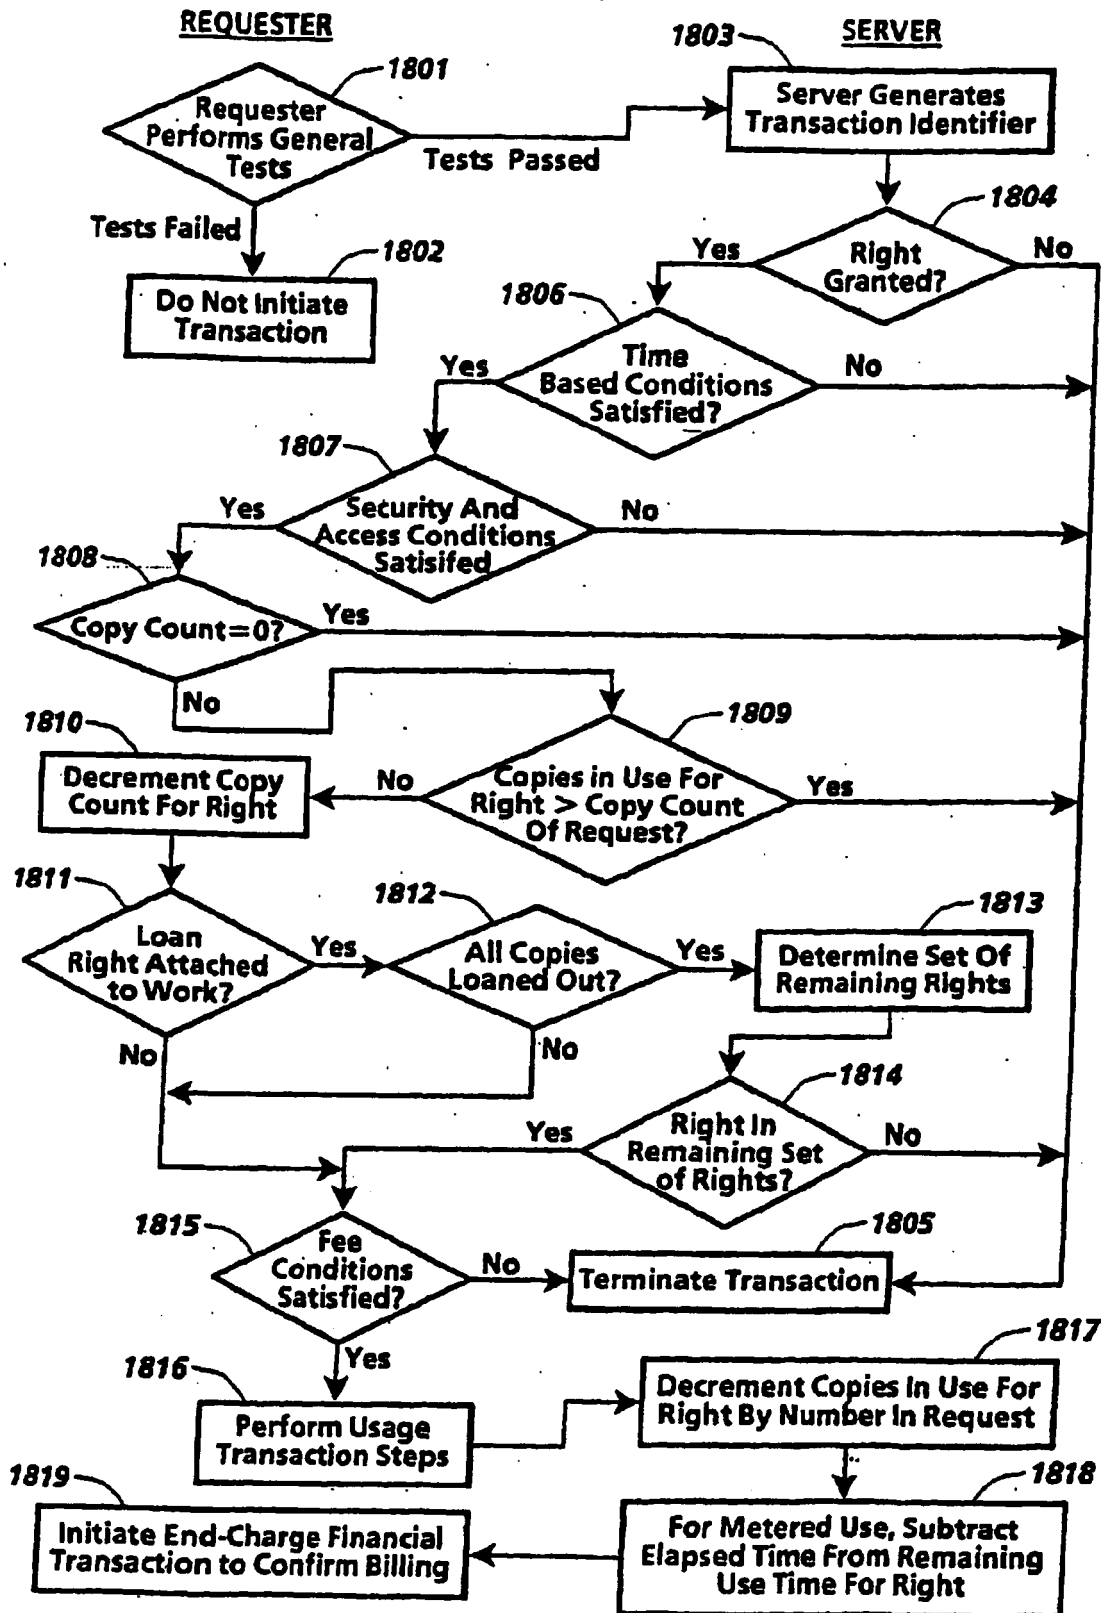 REQUESTER
SERVER
1801
Requester
Performs General
Tests
Tests Passed
Tests Failed
1802
Do Not Initiate
Transaction
1803
Server Generates
Transaction Identifier
1804
Right
Granted?
Yes
No
1806
Time
Based Conditions
Satisfied?
Yes
No
1807
Security And
Access Conditions
Satisifed
Yes
No
1808
Copy Count=0?
Yes
No
1809
Copies in Use For
Right > Copy Count
Of Request?
No
Yes
1810
Decrement Copy
Count For Right
1811
Loan
Right Attached
to Work?
Yes
No
1812
All Copies
Loaned Out?
Yes
No
1813
Determine Set Of
Remaining Rights
1814
Right In
Remaining Set
of Rights?
Yes
No
1815
Fee
Conditions
Satisfied?
No
Yes
1805
Terminate Transaction
1816
Perform Usage
Transaction Steps
1817
Decrement Copies In Use For
Right By Number In Request
1818
For Metered Use, Subtract
Elapsed Time From Remaining
Use Time For Right
1819
Initiate End-Charge Financial
Transaction to Confirm Billing